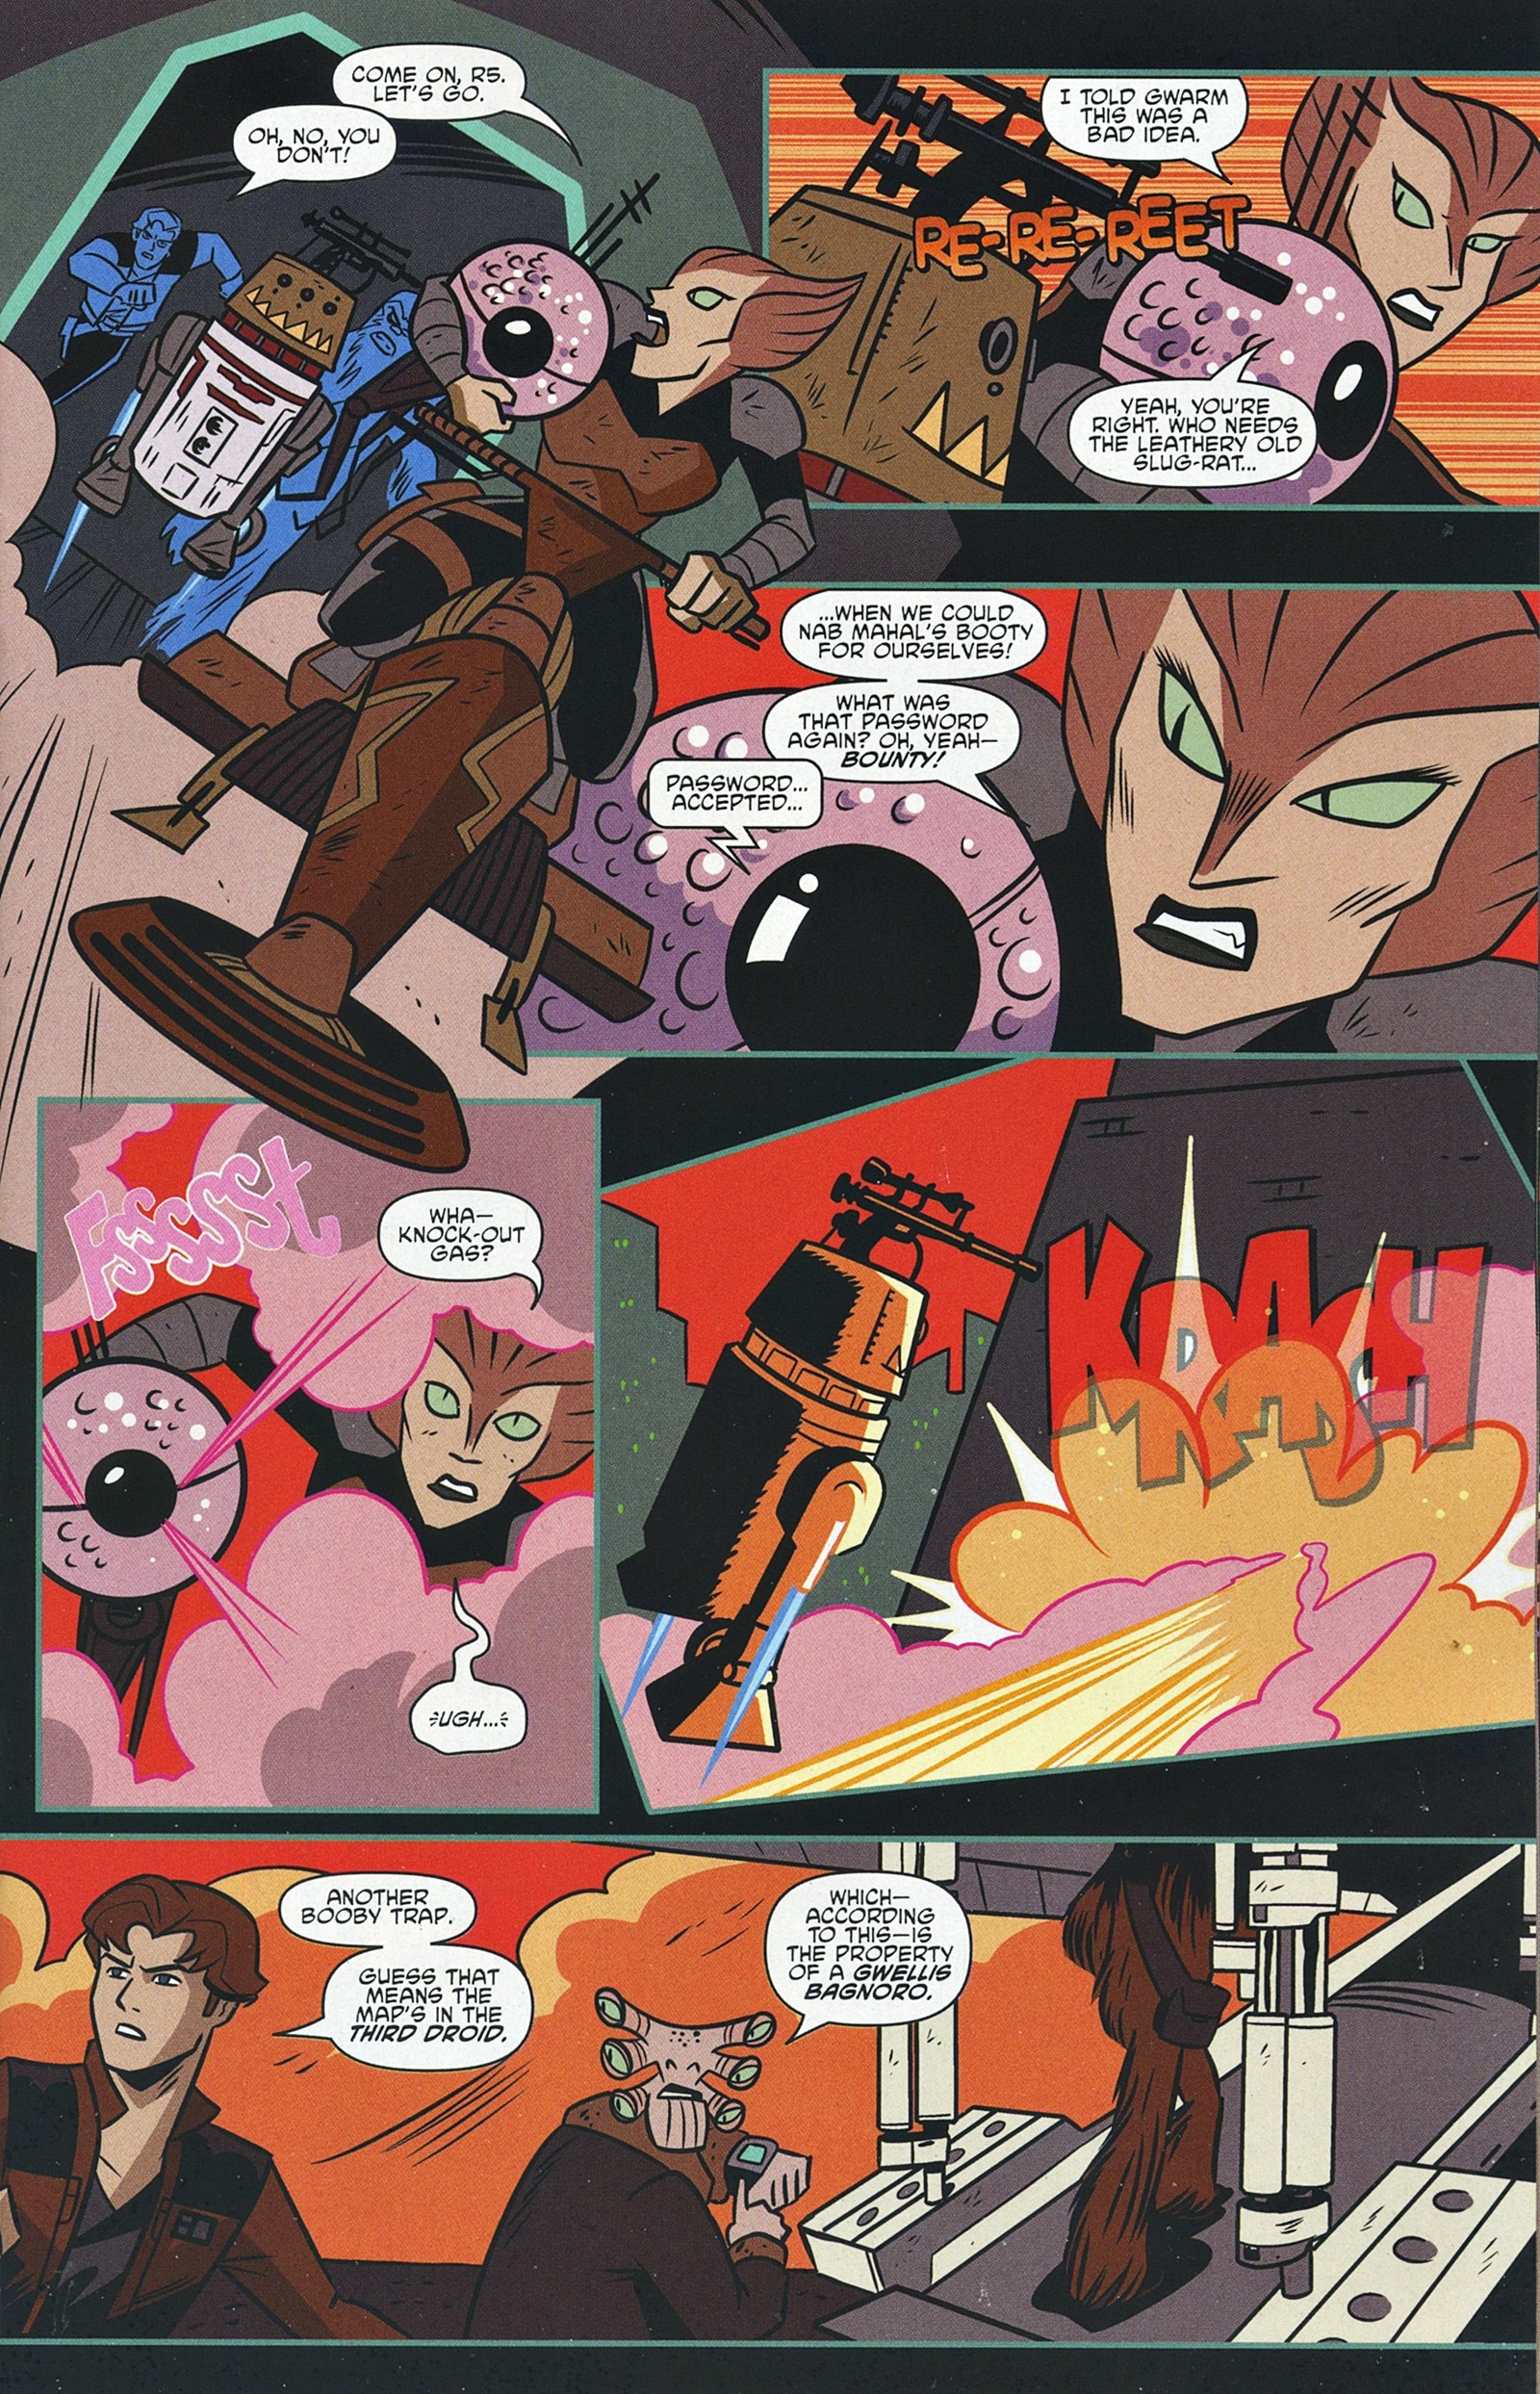 COME ON, R5.
LET'S GO.
OH, NO, YOU
DON'T!
I TOLD GWARM
THIS WAS A
BAD IDEA.
RE-RE-REET
YEAH, YOU'RE
RIGHT. WHO NEEDS
THE LEATHERY OLD
SLUG-RAT...
...WHEN WE COULD
NAB MAHAL'S BOOTY
FOR OURSELVES!
WHAT WAS
THAT PASSWORD
AGAIN? OH, YEAH—
BOUNTY!
PASSWORD...
ACCEPTED...
FSSSSSSt
WHA—
KNOCK-OUT
GAS?
UGH...
KRACH
ANOTHER
BOOBY TRAP.
GUESS THAT
MEANS THE
MAP'S IN THE
THIRD DROID.
WHICH—
ACCORDING
TO THIS—IS
THE PROPERTY
OF A GWELLIS
BAGNORO.